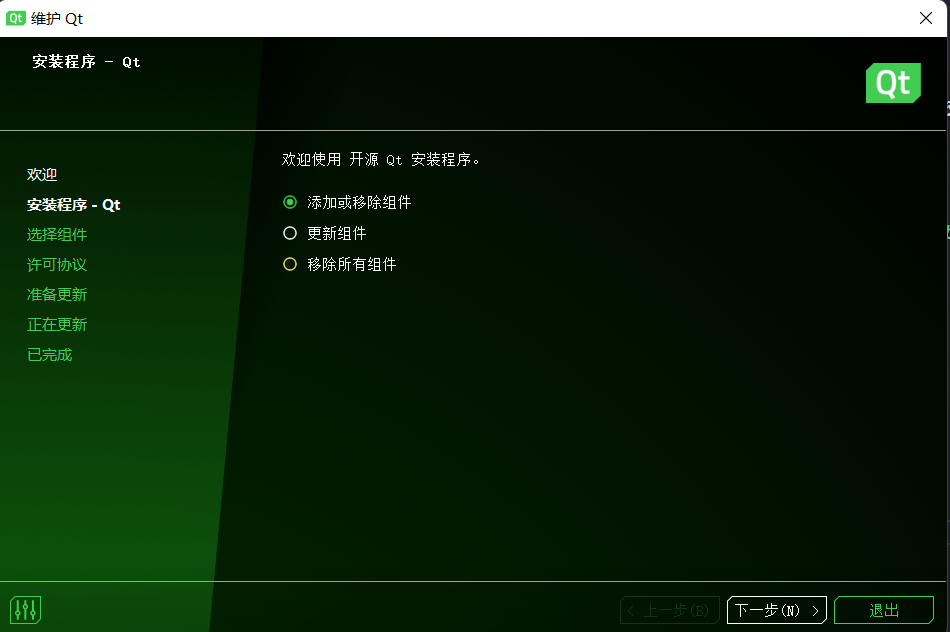 Qt 维护 Qt
安装程序 - Qt
Qt
欢迎
安装程序 - Qt
选择组件
许可协议
准备更新
正在更新
已完成
欢迎使用 开源 Qt 安装程序。
添加或移除组件
更新组件
移除所有组件
< 上一步(B)
下一步(N) >
退出